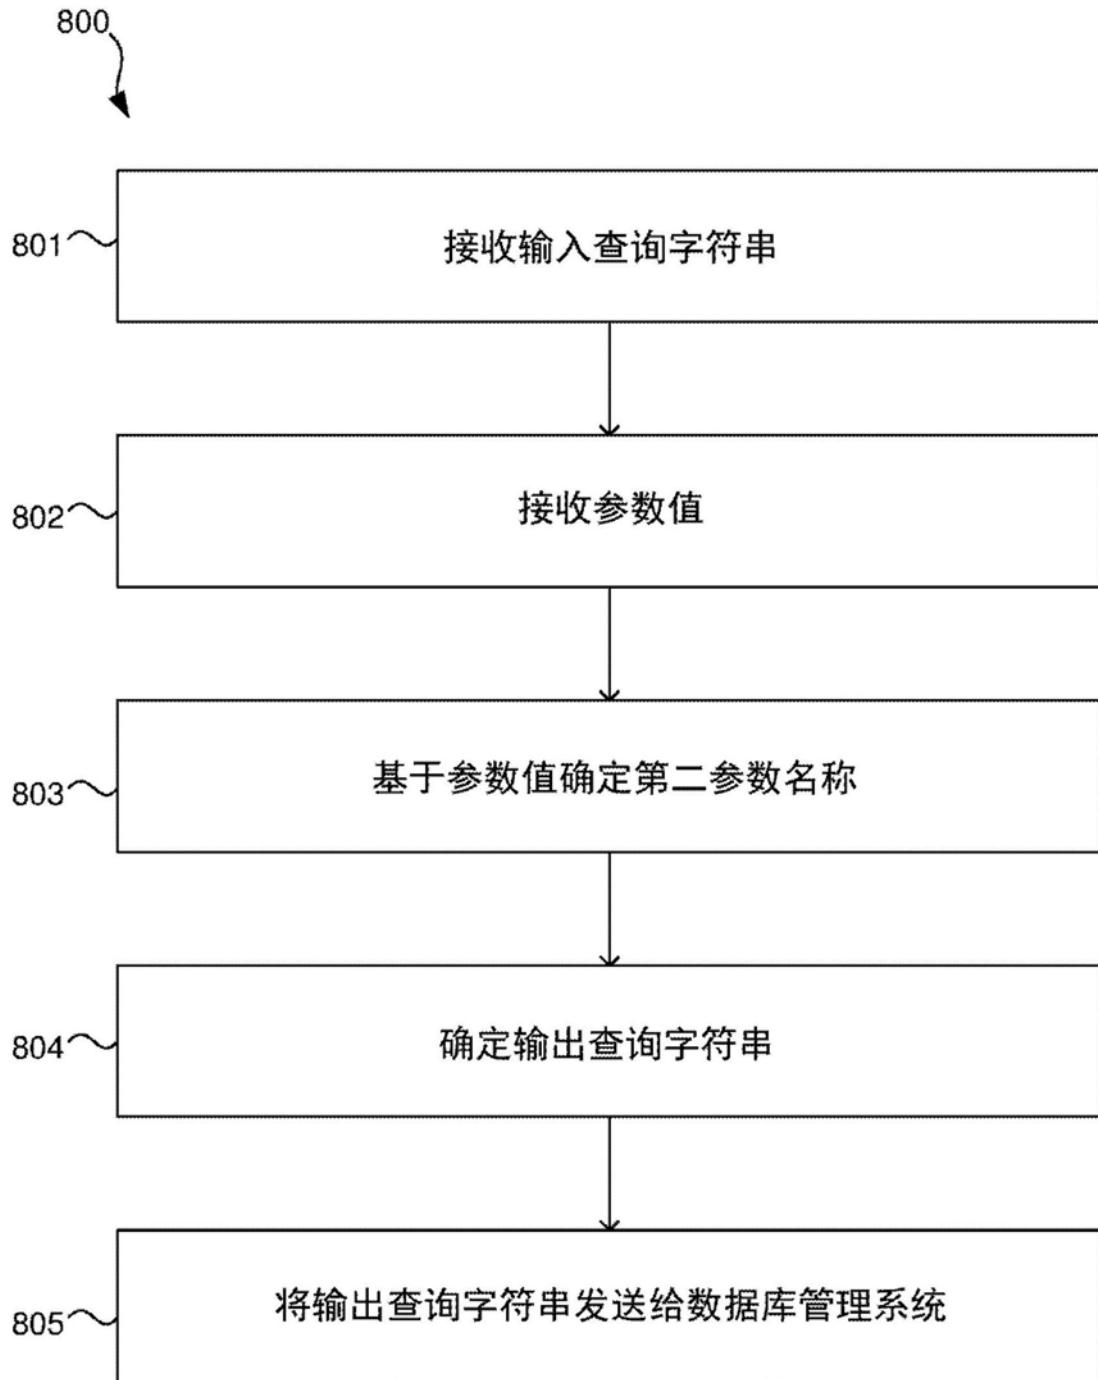 800
801 接收输入查询字符串
802 接收参数值
803 基于参数值确定第二参数名称
804 确定输出查询字符串
805 将输出查询字符串发送给数据库管理系统